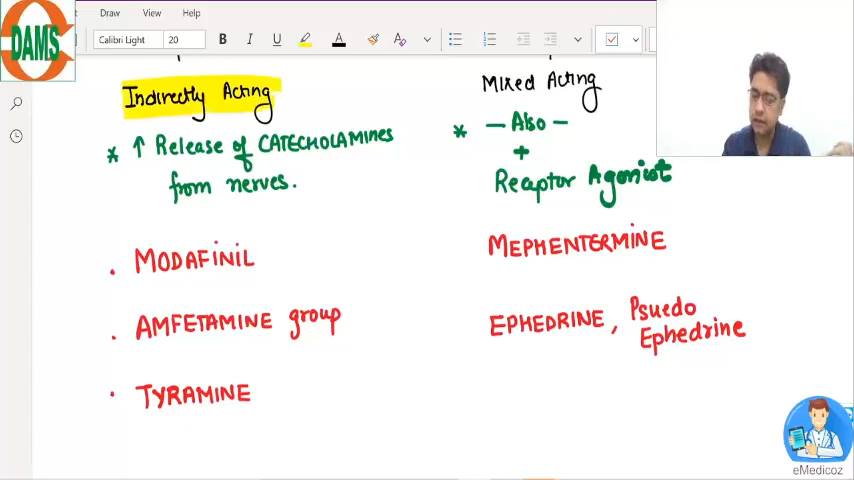 DAMS
Draw View
Calibri Light 20 B I U A
Indirectly Acting
* ↑ Release of CATECHOLAMINES
from nerves.
. MODAFINIL
. AMFETAMINE group
. TYRAMINE
Mixed Acting
* — Also —
+
Receptor Agonist
MEPHENTERMINE
EPHEDRINE, Psuedo
Ephedrine
eMedicoz